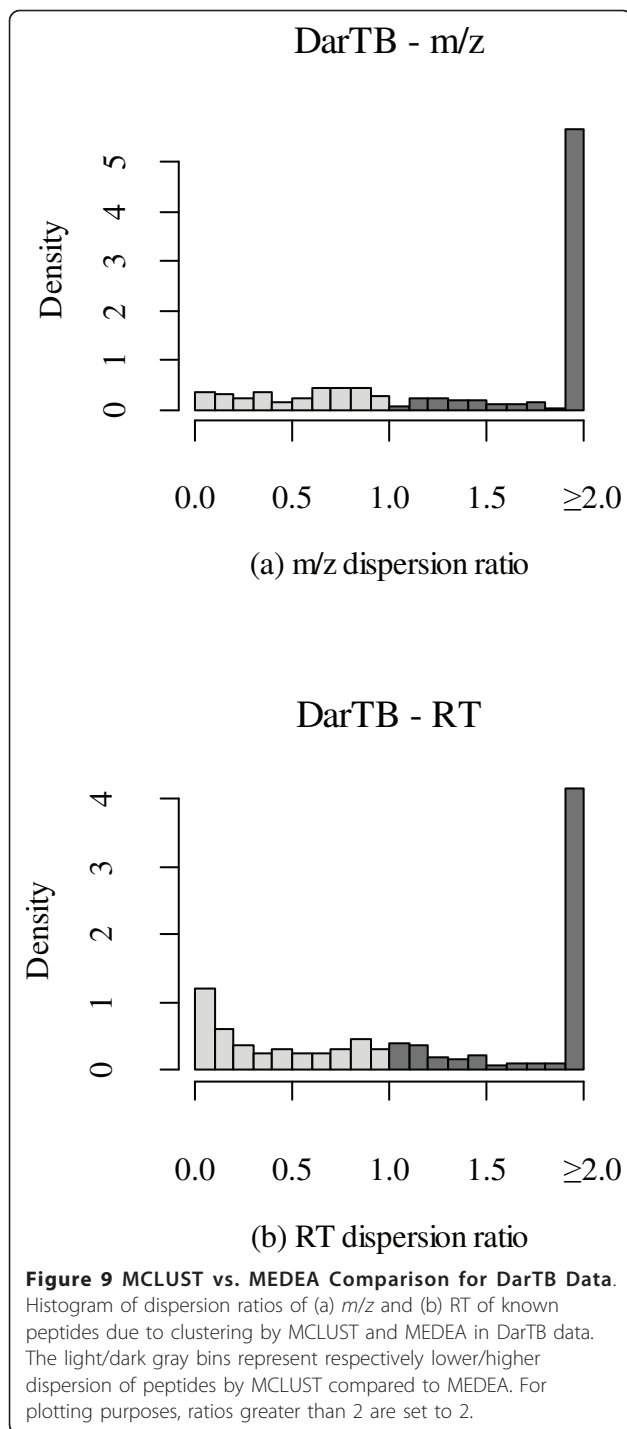 DarTB - m/z
Density
5
4
3
2
1
0
0.0 0.5 1.0 1.5 ≥2.0
(a) m/z dispersion ratio
DarTB - RT
Density
4
3
2
1
0
0.0 0.5 1.0 1.5 ≥2.0
(b) RT dispersion ratio
Figure 9 MCLUST vs. MEDEA Comparison for DarTB Data.
Histogram of dispersion ratios of (a) m/z and (b) RT of known
peptides due to clustering by MCLUST and MEDEA in DarTB data.
The light/dark gray bins represent respectively lower/higher
dispersion of peptides by MCLUST compared to MEDEA. For
plotting purposes, ratios greater than 2 are set to 2.